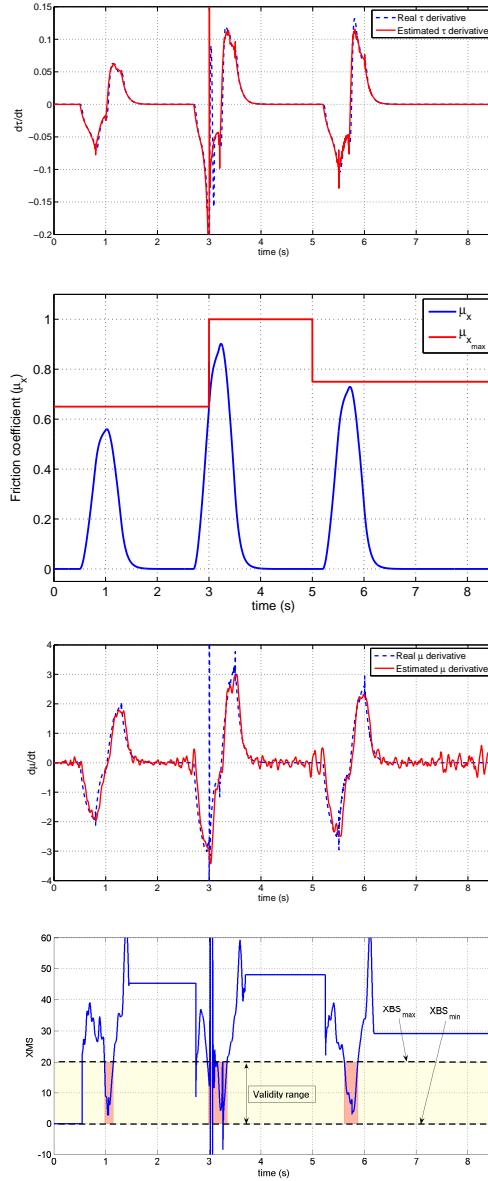 0.15
0.1
0.05
0
−0.05
−0.1
−0.15
−0.2
dτ/dt
Real τ derivative
Estimated τ derivative
0 1 2 3 4 5 6 7 8
time (s)
1
0.8
0.6
0.4
0.2
0
Friction coefficient (μx)
μx
μxmax
0 1 2 3 4 5 6 7 8
time (s)
4
3
2
1
0
−1
−2
−3
−4
dμ/dt
Real μ derivative
Estimated μ derivative
0 1 2 3 4 5 6 7 8
time (s)
60
50
40
30
20
10
0
-10
XMS
XBSmax
XBSmin
Validity range
0 1 2 3 4 5 6 7 8
time (s)